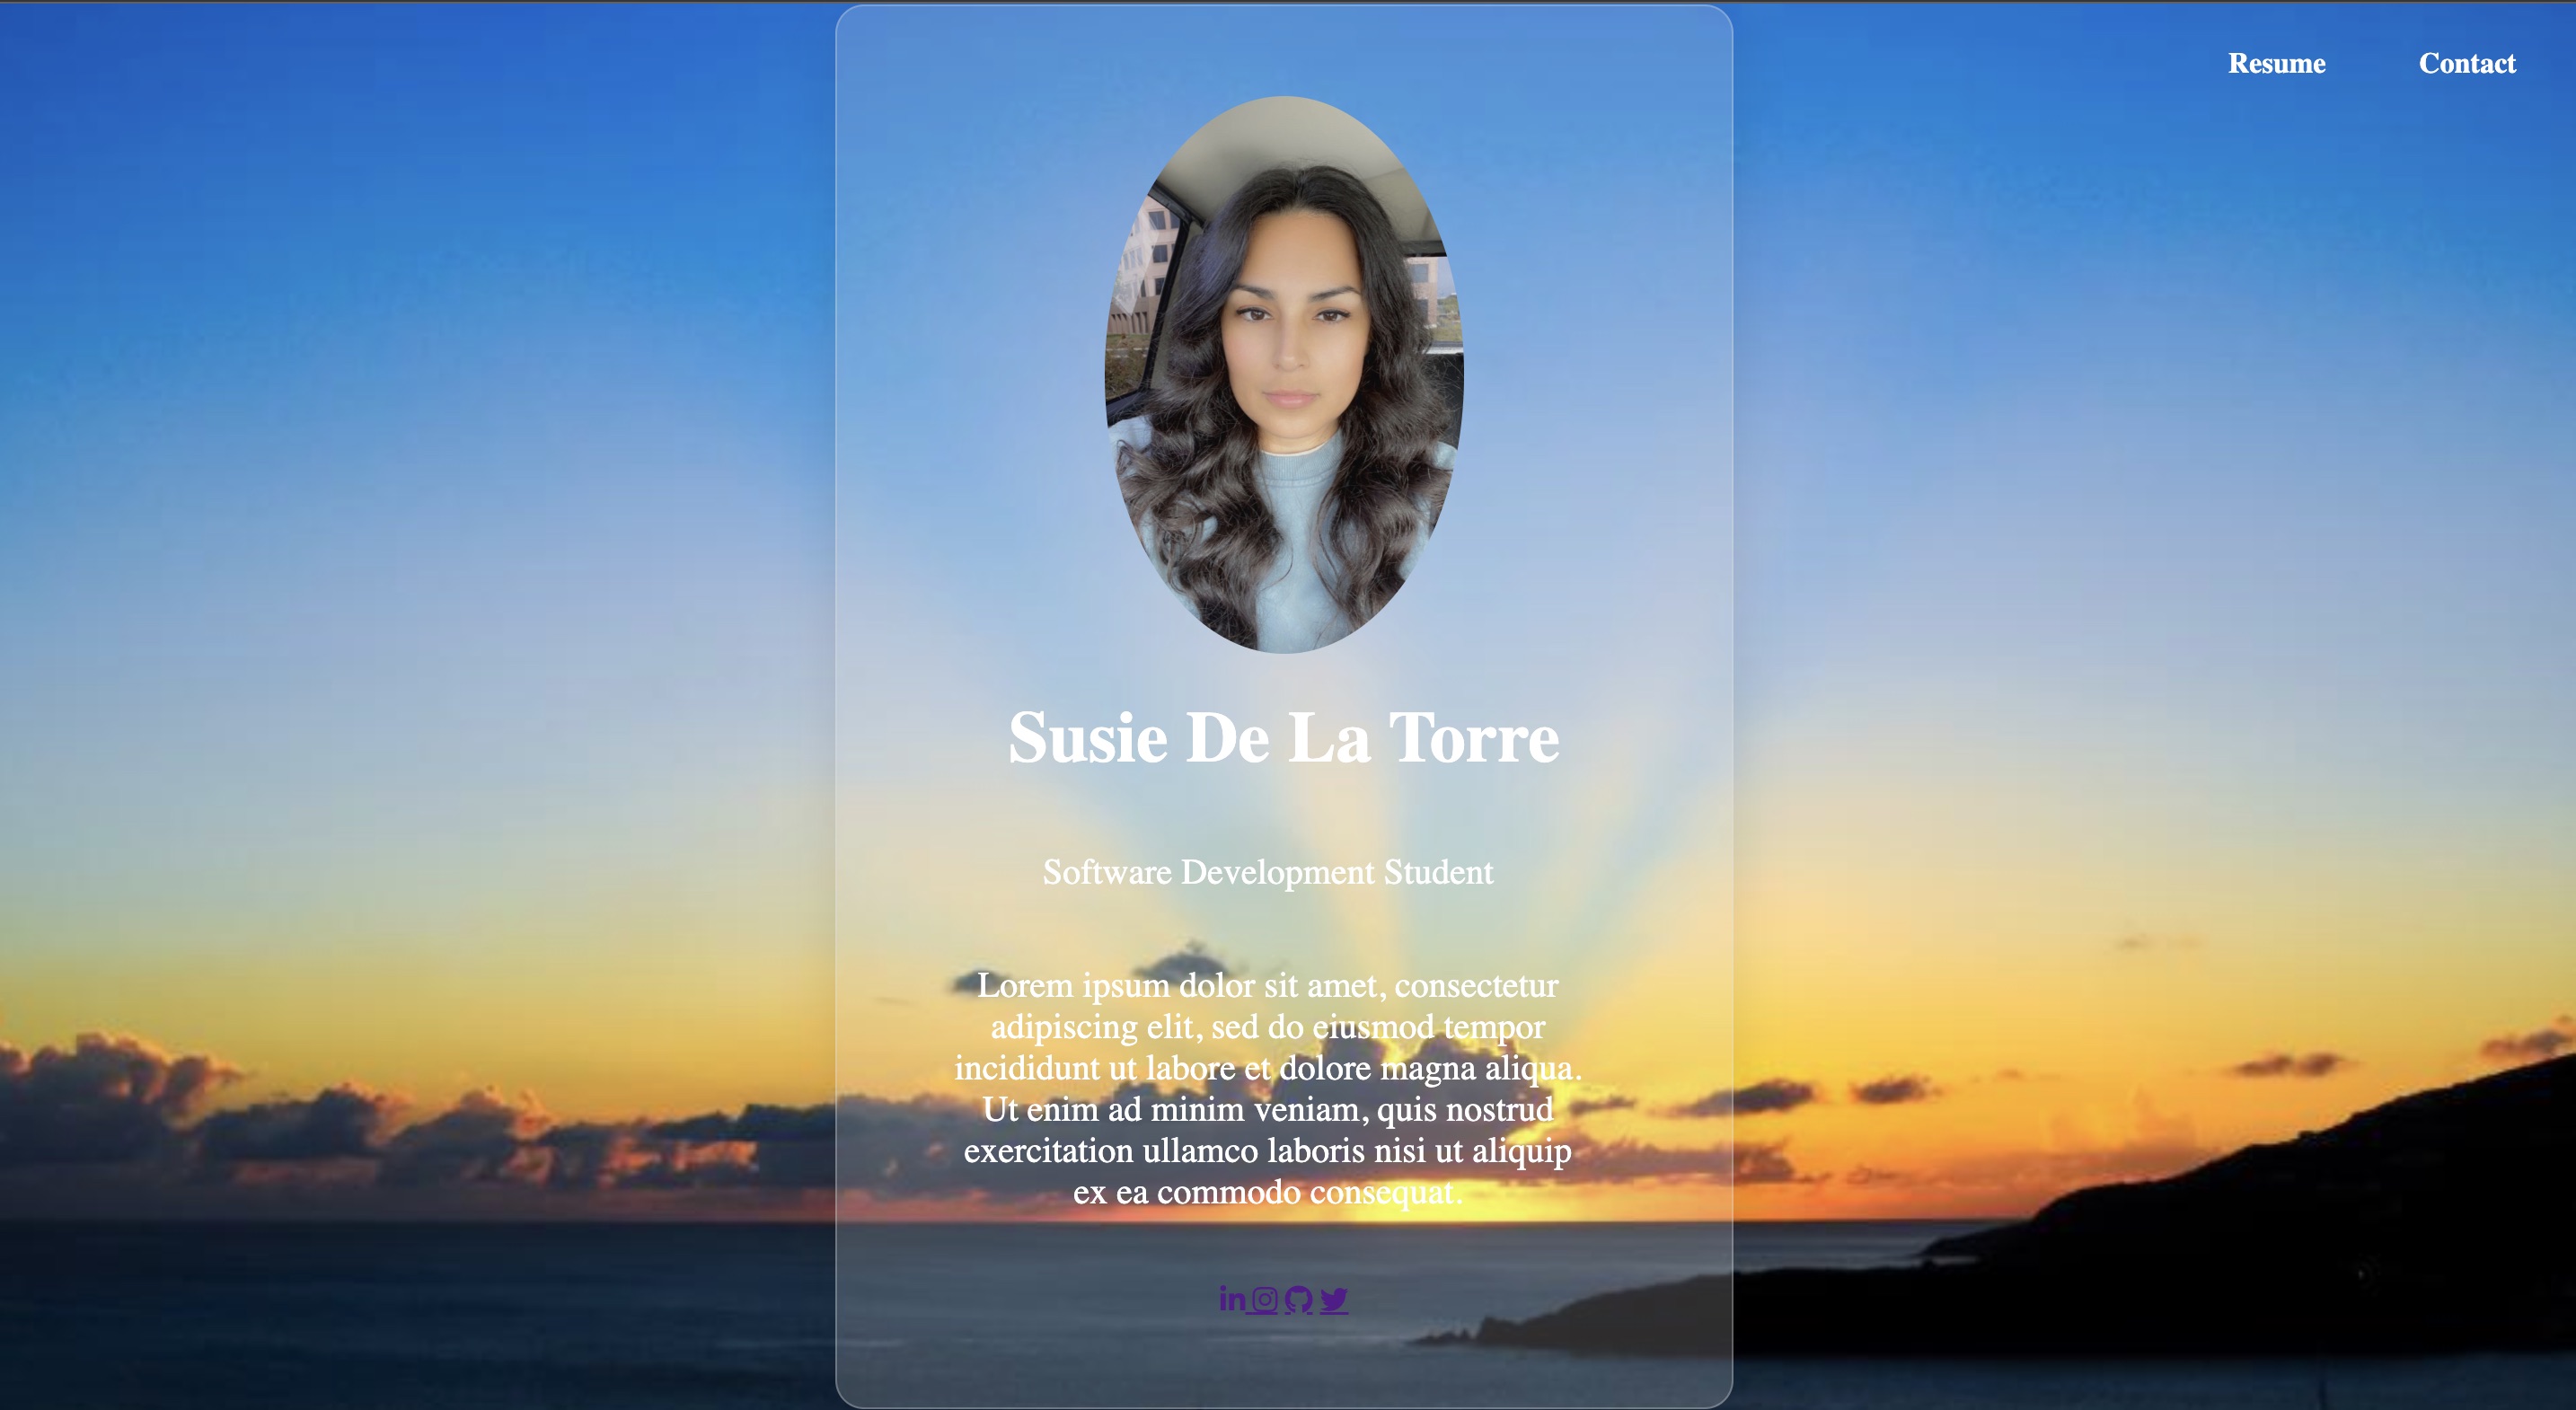 Resume Contact
Susie De La Torre
Software Development Student
Lorem ipsum dolor sit amet, consectetur
adipiscing elit, sed do eiusmod tempor
incididunt ut labore et dolore magna aliqua.
Ut enim ad minim veniam, quis nostrud
exercitation ullamco laboris nisi ut aliquip
ex ea commodo consequat.
in